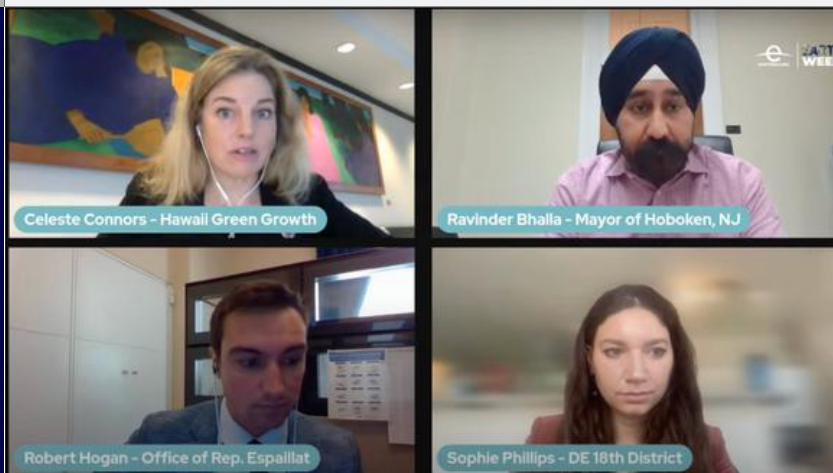 WEE
Celeste Connors - Hawaii Green Growth
Ravinder Bhalla - Mayor of Hoboken, NJ
Robert Hogan - Office of Rep. Espaillat
Sophie Phillips - DE 18th District